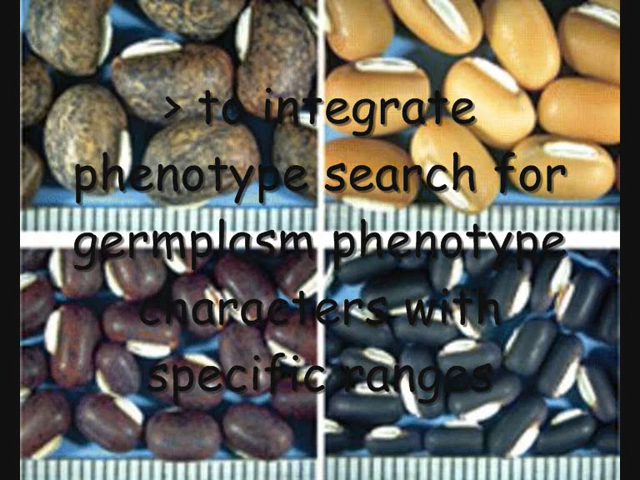 > to integrate
phenotype search for
germplasm phenotype
characters with
specific ranges